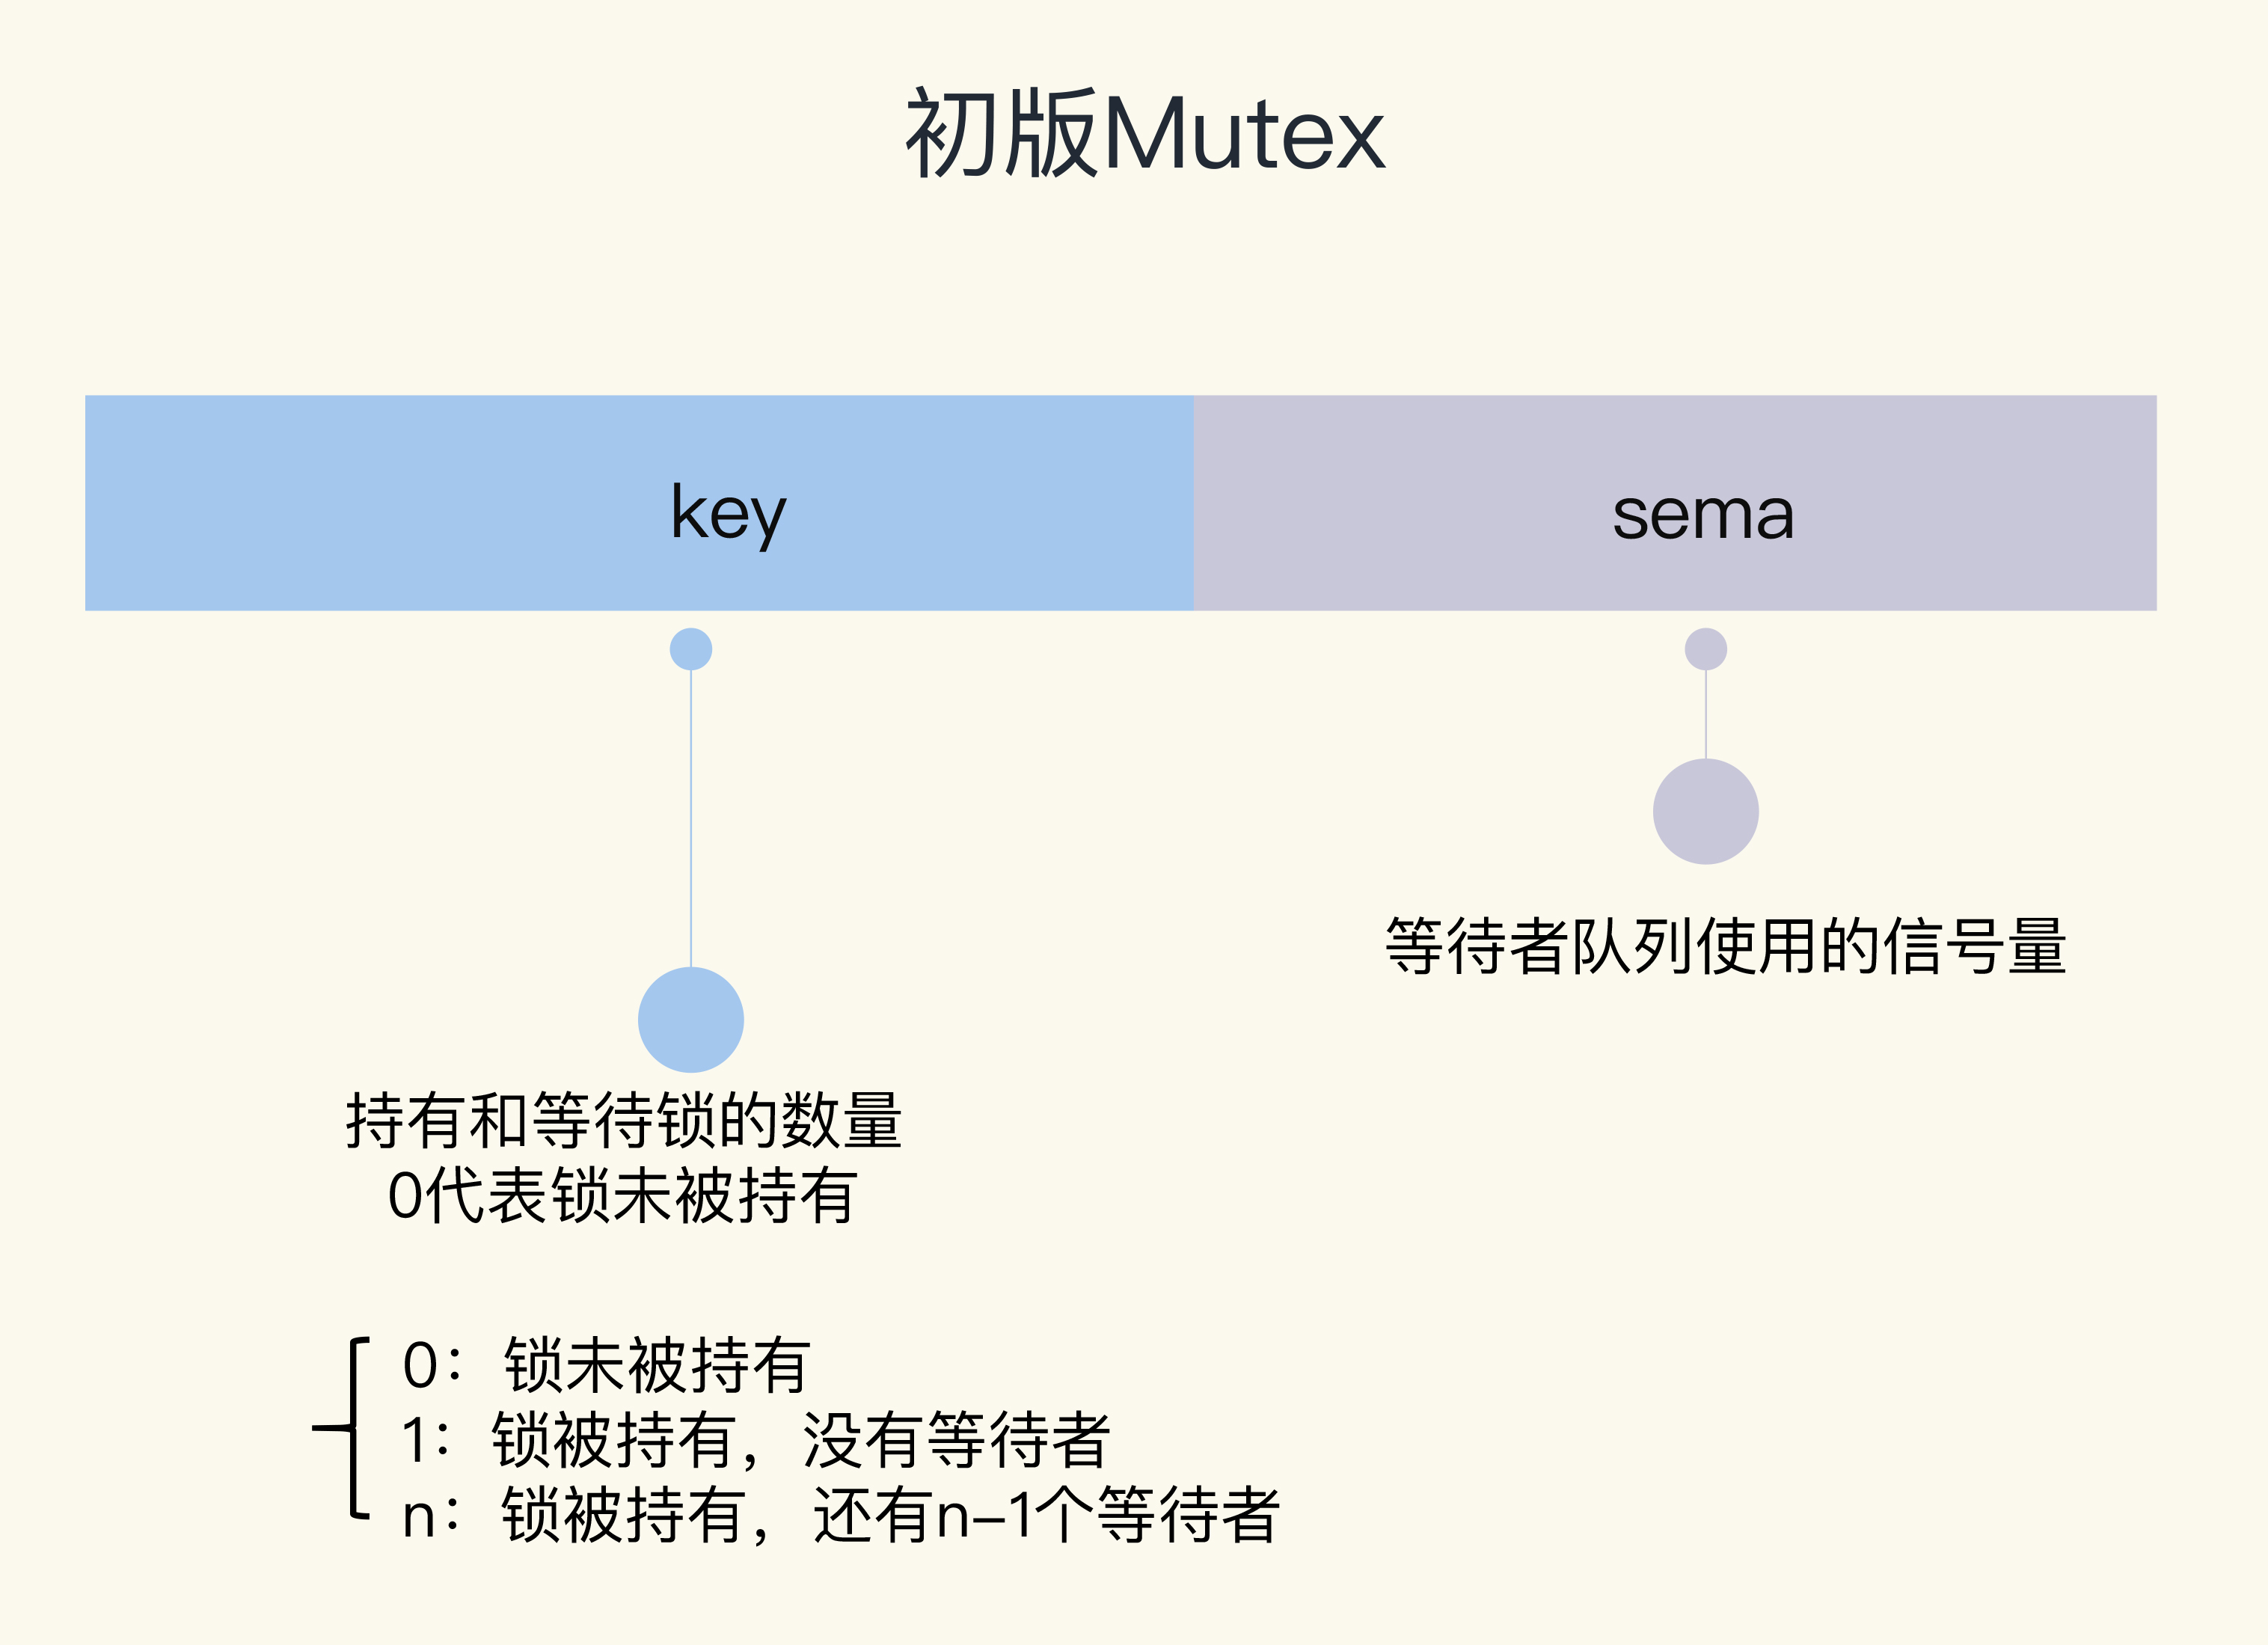 初版Mutex
key
sema
等待者队列使用的信号量
持有和等待锁的数量
0代表锁未被持有
0：锁未被持有
1：锁被持有，没有等待者
n：锁被持有，还有n-1个等待者